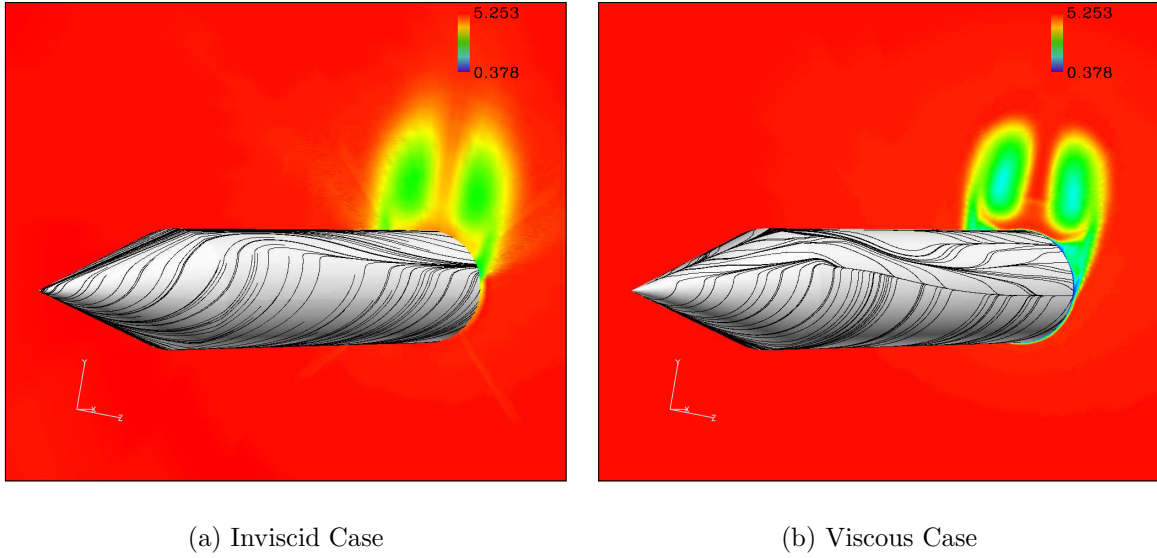 5.253
0.378
Y
X
Z
5.253
0.378
Y
X
Z
(a) Inviscid Case
(b) Viscous Case